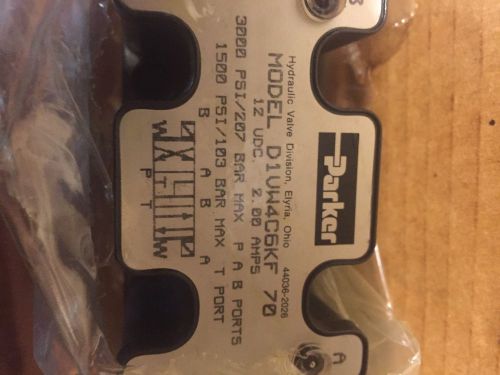 Parker
Hydraulic Valve Division, Elyria, Ohio 44036-2026
MODEL D1VW4C6KF 70
12 VDC. 2.00 AMPS
3000 PSI/207 BAR MAX P A B PORTS
1500 PSI/103 BAR MAX T PORT
B A B A
P T
B
A